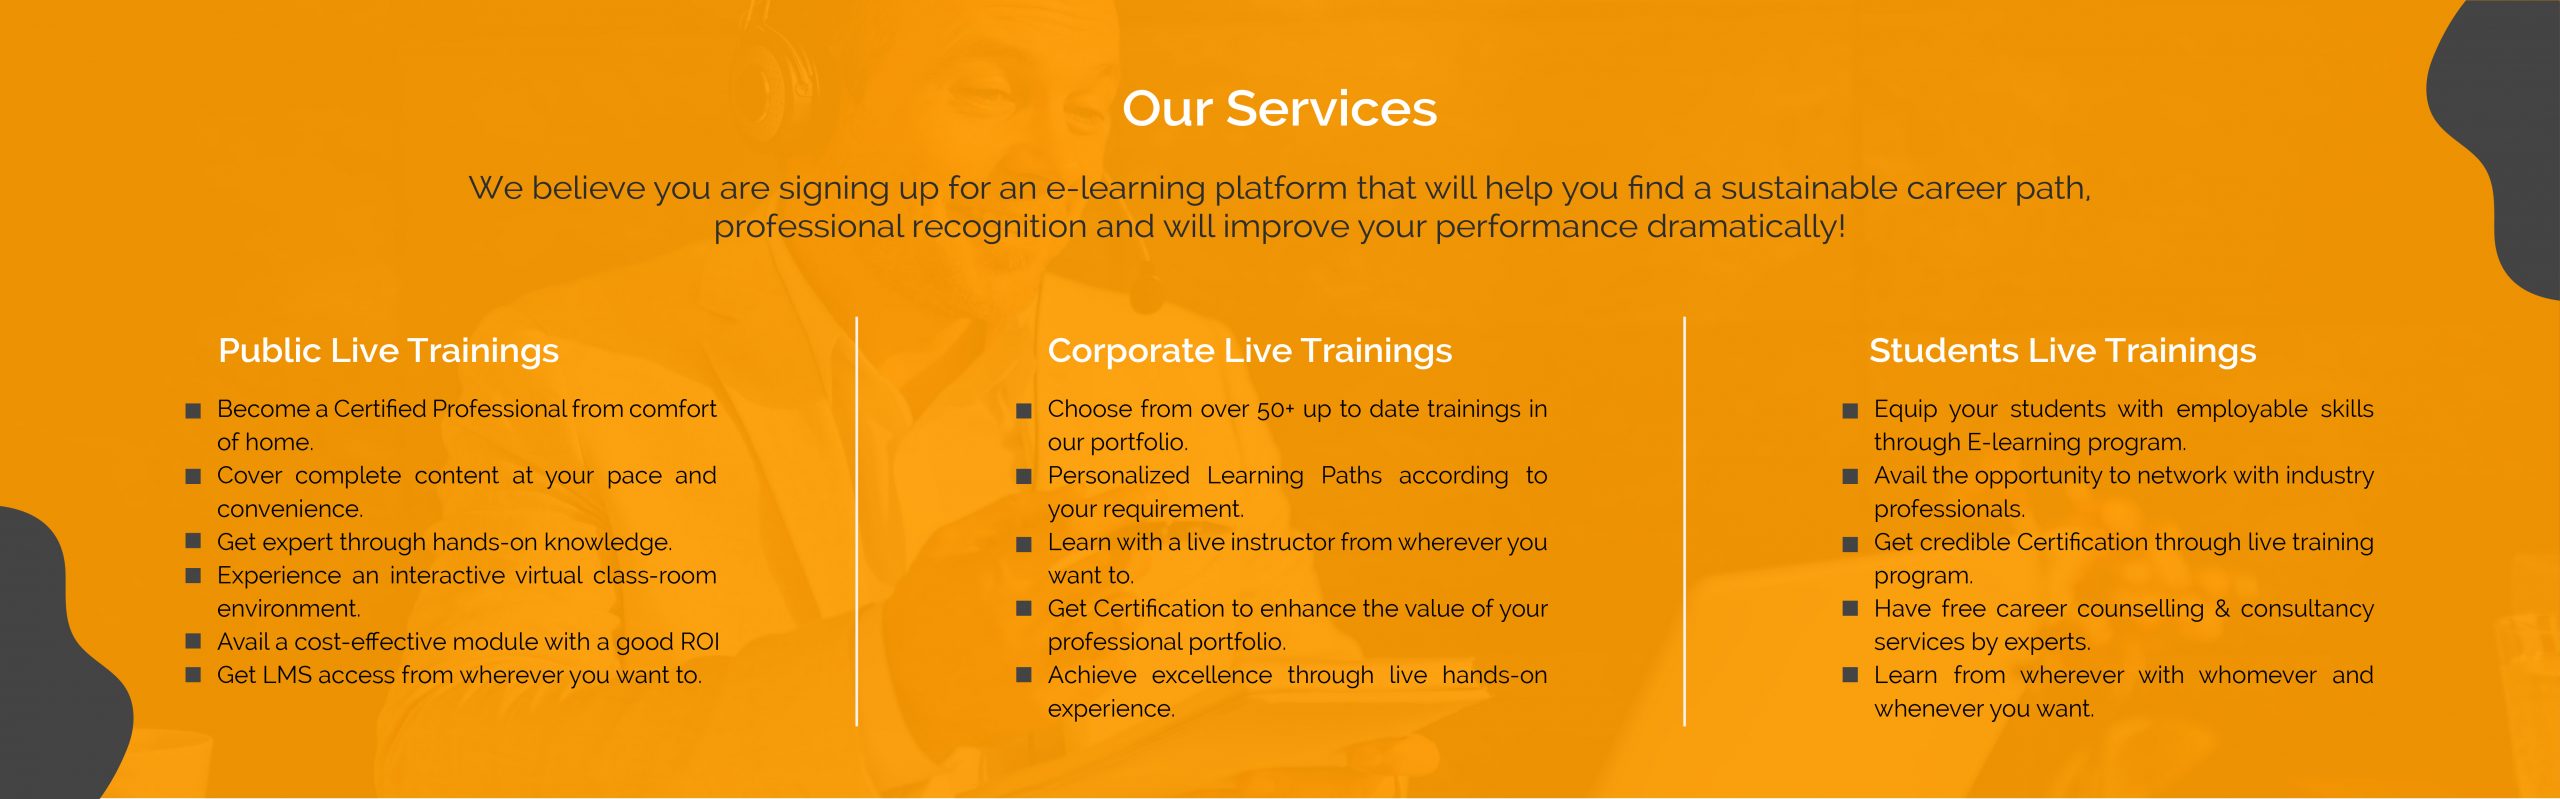 Our Services
We believe you are signing up for an e-learning platform that will help you find a sustainable career path,
professional recognition and will improve your performance dramatically!
Public Live Trainings
Become a Certified Professional from comfort
of home.
Cover complete content at your pace and
convenience.
Get expert through hands-on knowledge.
Experience an interactive virtual class-room
environment.
Avail a cost-effective module with a good ROI
Get LMS access from wherever you want to.
Corporate Live Trainings
Choose from over 50+ up to date trainings in
our portfolio.
Personalized Learning Paths according to
your requirement.
Learn with a live instructor from wherever you
want to.
Get Certification to enhance the value of your
professional portfolio.
Achieve excellence through live hands-on
experience.
Students Live Trainings
Equip your students with employable skills
through E-learning program.
Avail the opportunity to network with industry
professionals.
Get credible Certification through live training
program.
Have free career counselling & consultancy
services by experts.
Learn from wherever with whomever and
whenever you want.